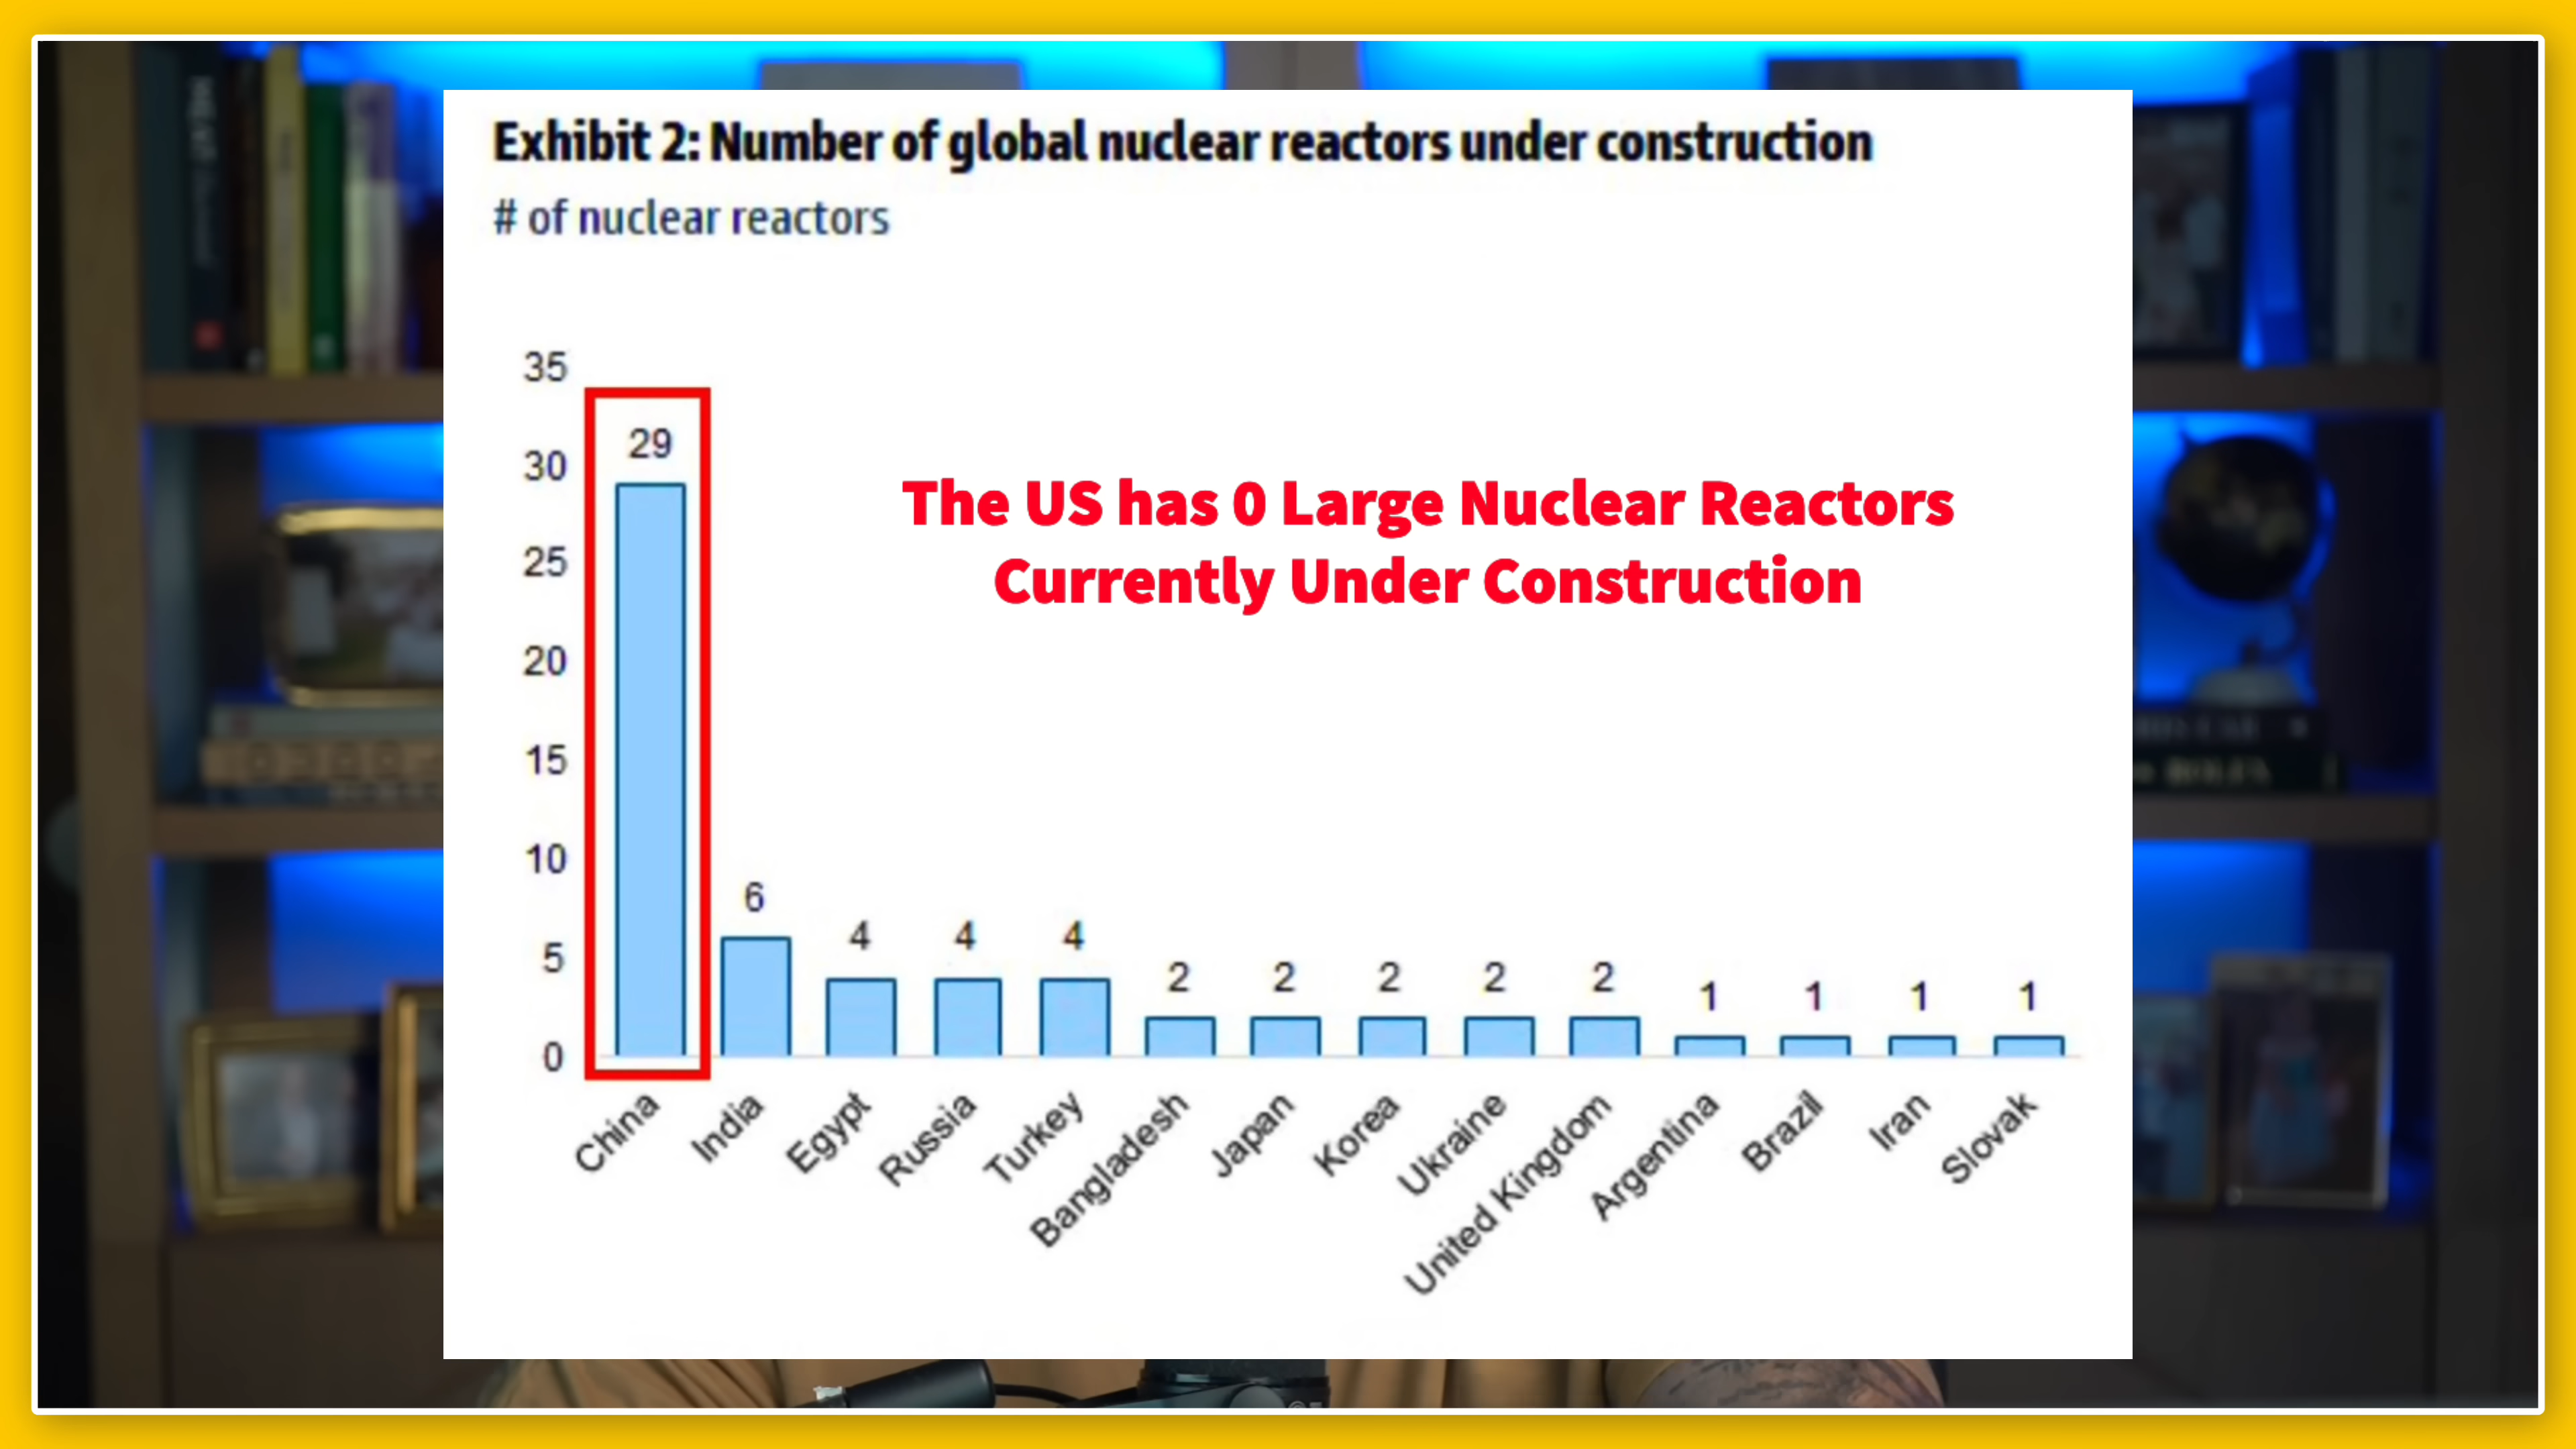 Exhibit 2: Number of global nuclear reactors under construction
# of nuclear reactors
35
30
25
20
15
10
5
0
29
6
4
4
4
2
2
2
2
2
1
1
1
1
The US has 0 Large Nuclear Reactors
Currently Under Construction
China
India
Egypt
Russia
Turkey
Bangladesh
Japan
Korea
Ukraine
United Kingdom
Argentina
Brazil
Iran
Slovak